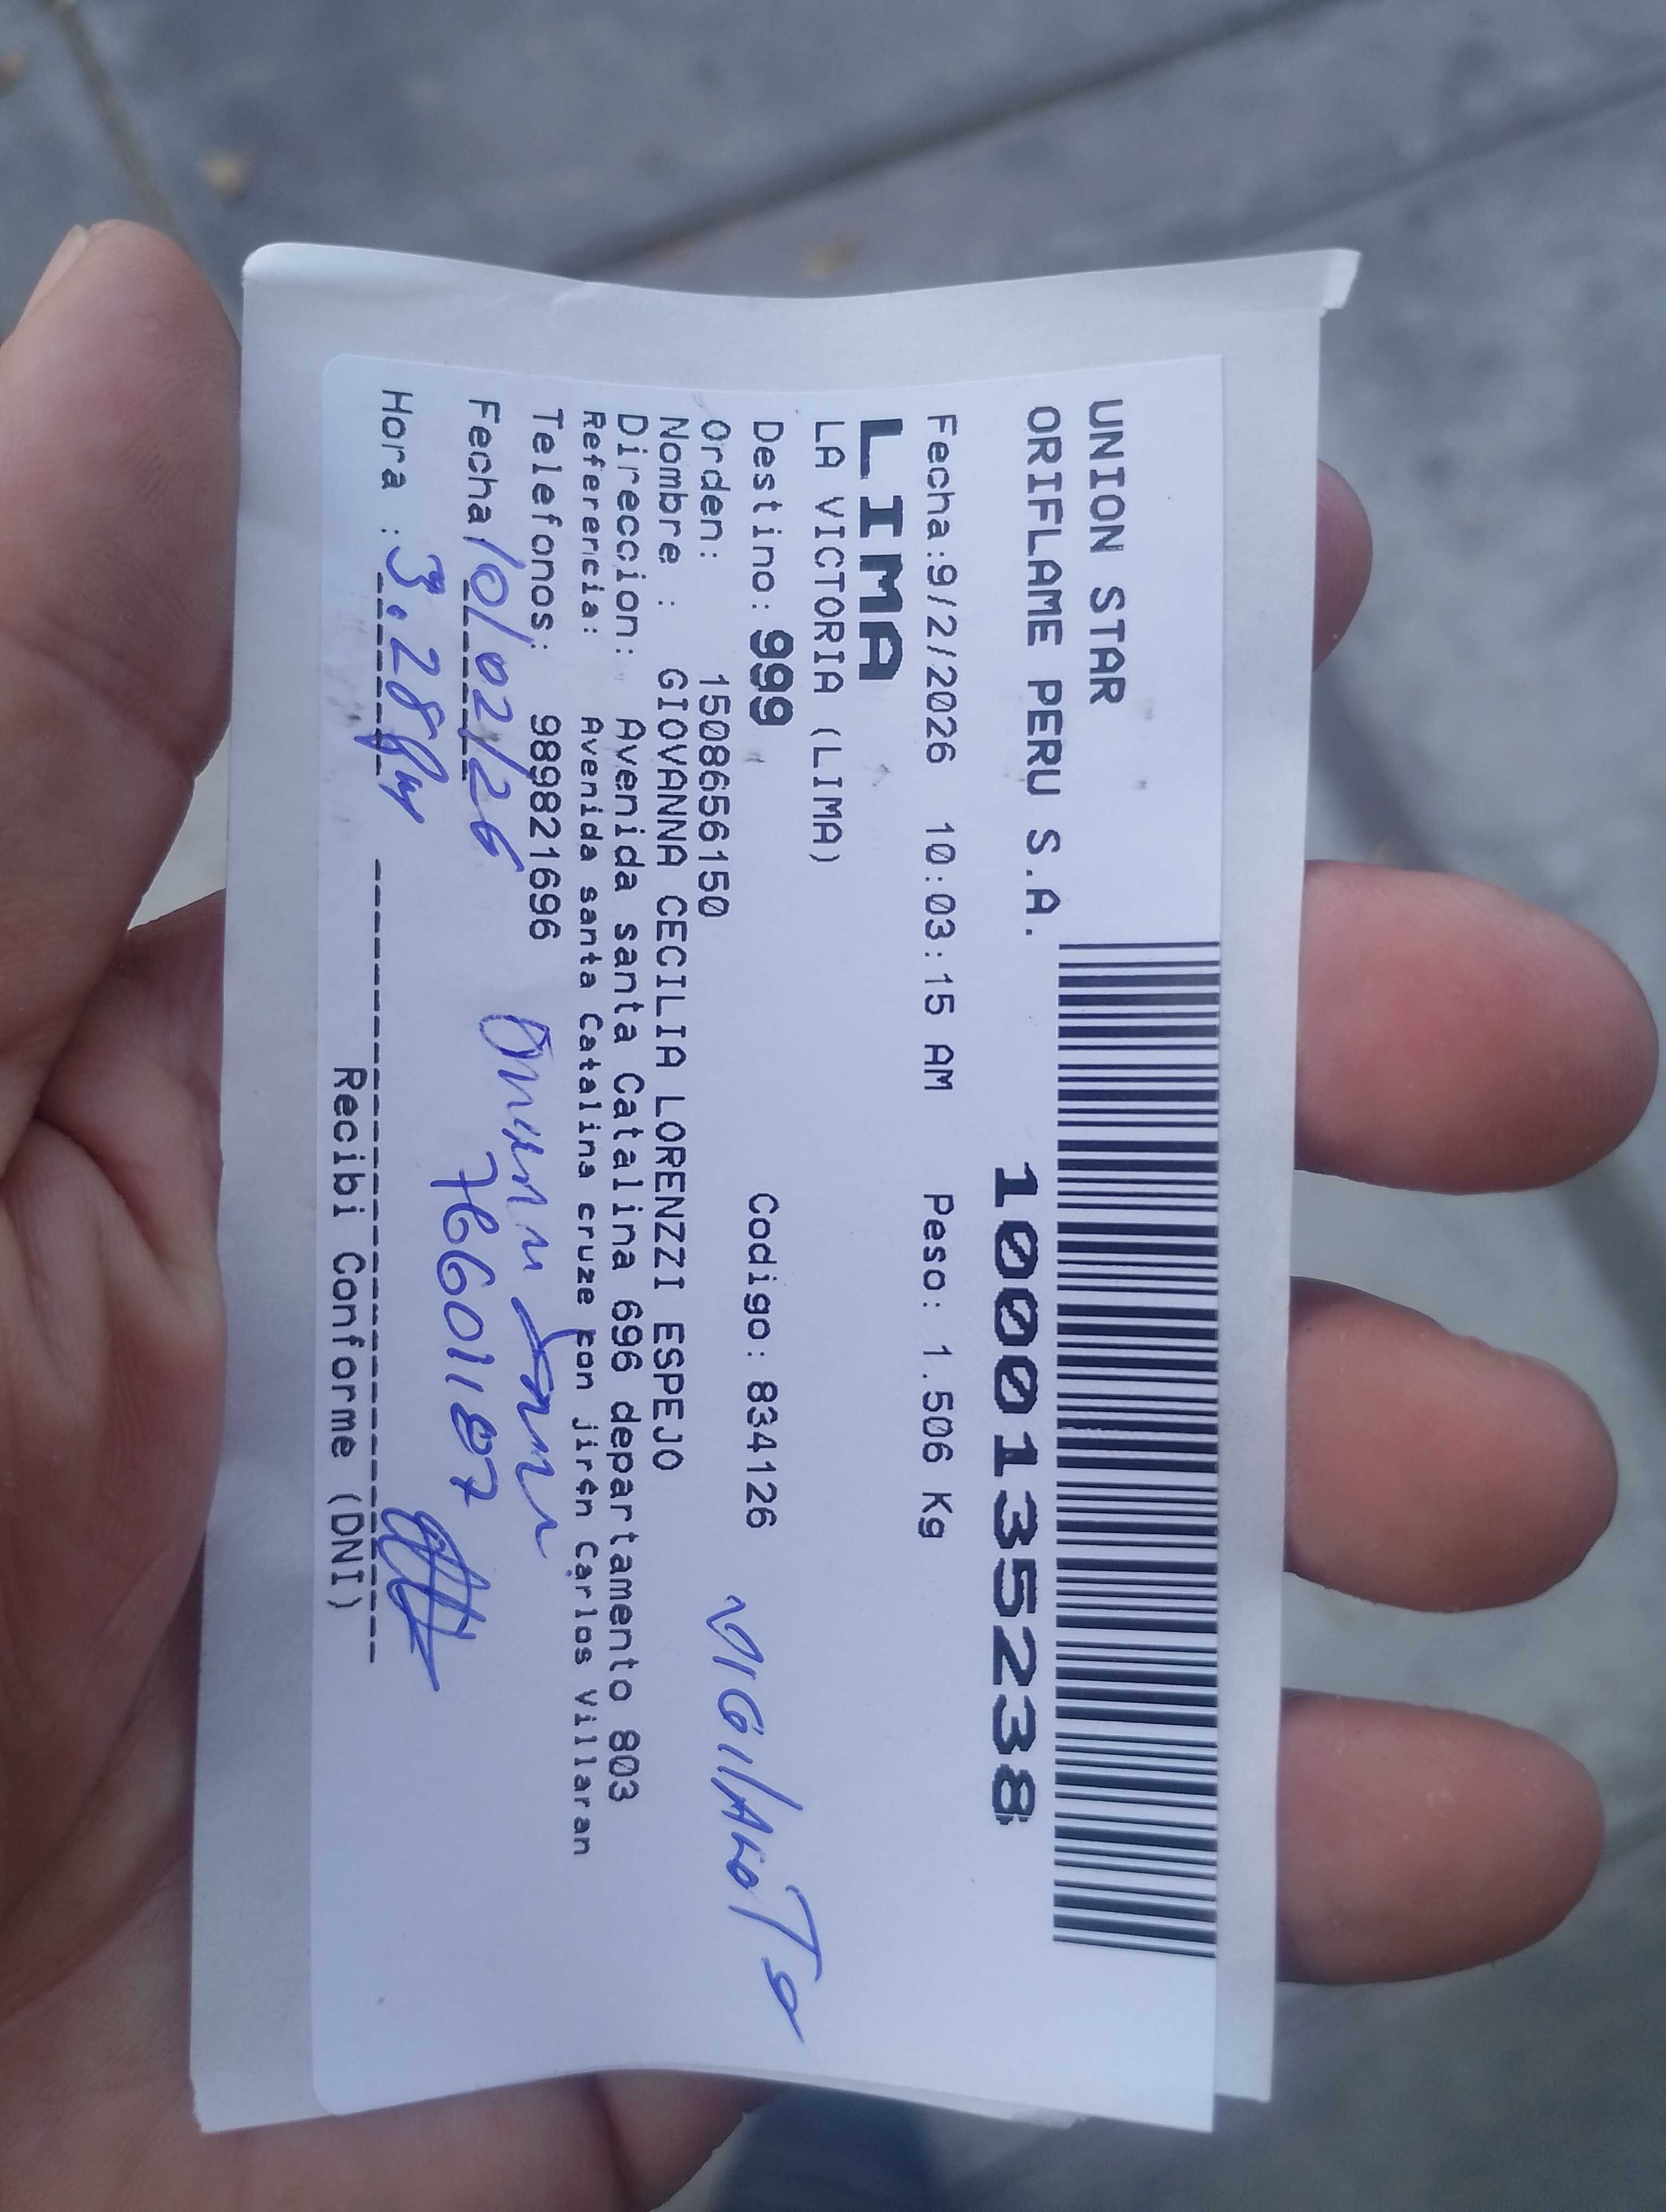 UNION STAR
ORIFLAME PERU S.A.
1000135238
Fecha:9/2/2026 10:03:15 AM Peso: 1.506 Kg
LIMA
LA VICTORIA (LIMA)
Destino: 999 Codigo: 834126
VIGILANTE
Orden: 1508656150
Nombre : GIOVANNA CECILIA LORENZZI ESPEJO
Direccion: Avenida santa Catalina 696 departamento 803
Referencia: Avenida santa Catalina cruze con jirón Carlos Villaran
Telefonos: 989821696
Fecha: 10/02/26
76601187
Hora : 3.28 PM
Recibi Conforme (DNI)